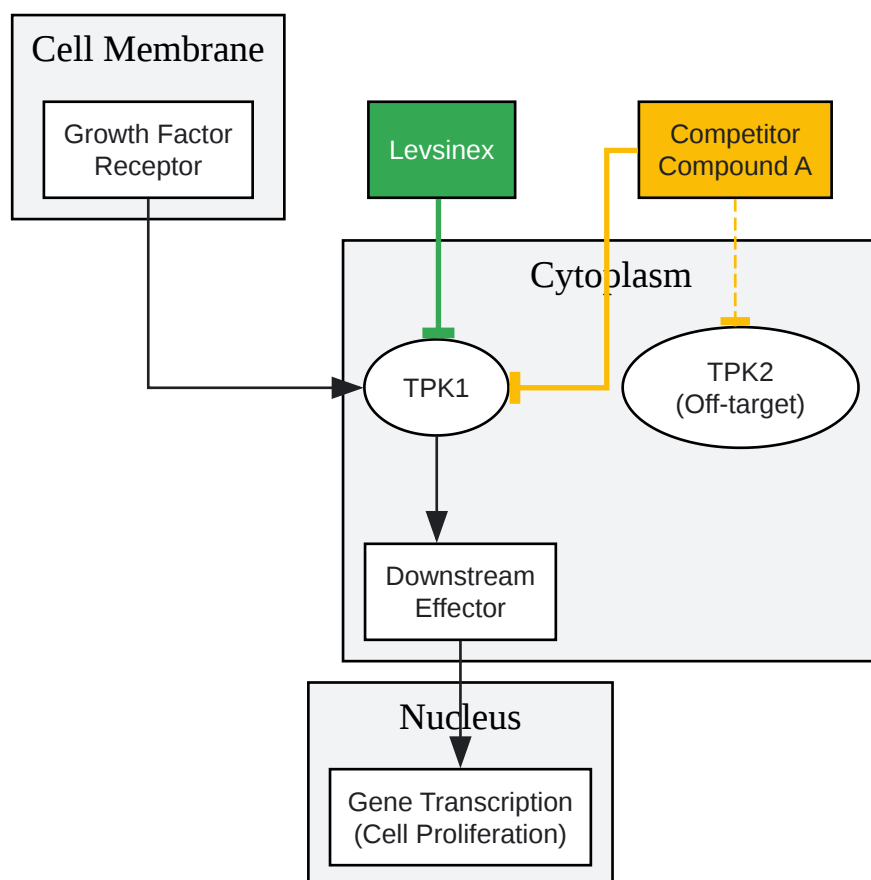 Cell Membrane
Growth Factor
Receptor
Levsinex
Competitor
Compound A
Cytoplasm
TPK1
TPK2
(Off-target)
Downstream
Effector
Nucleus
Gene Transcription
(Cell Proliferation)